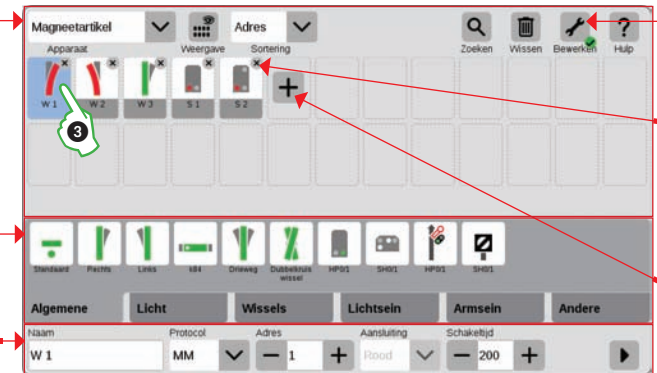 Magneetartikel Adres ?
Apparaat Weergave Sortering Zoeken Wissen Bewerken Hulp
W 1 W 2 W 3 S 1 S 2
3
Standaard Rechts Links k84 Drieweg Dubbelkruis wissel HP0/1 SH0/1 HP0/1 SH0/1
Algemene Licht Wissels Lichtsein Armsein Andere
Naam Protocol Adres Aansluiting Schakeltijd
W 1 MM 1 Rood 200